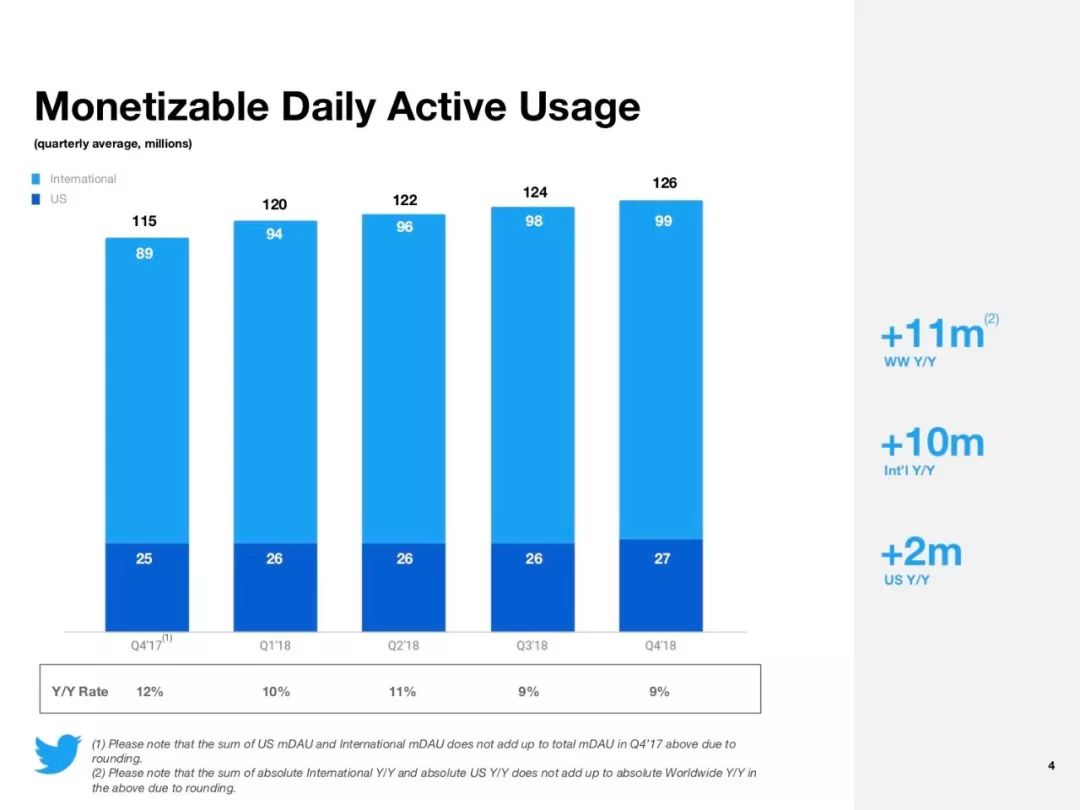 Monetizable Daily Active Usage
(quarterly average, millions)
International
US
115
120
122
124
126
89
94
96
98
99
25
26
26
26
27
Q4'17(1)
Q1'18
Q2'18
Q3'18
Q4'18
Y/Y Rate 12% 10% 11% 9% 9%
+11m(2)
WW Y/Y
+10m
Int'l Y/Y
+2m
US Y/Y
(1) Please note that the sum of US mDAU and International mDAU does not add up to total mDAU in Q4'17 above due to
rounding.
(2) Please note that the sum of absolute International Y/Y and absolute US Y/Y does not add up to absolute Worldwide Y/Y in
the above due to rounding.
4